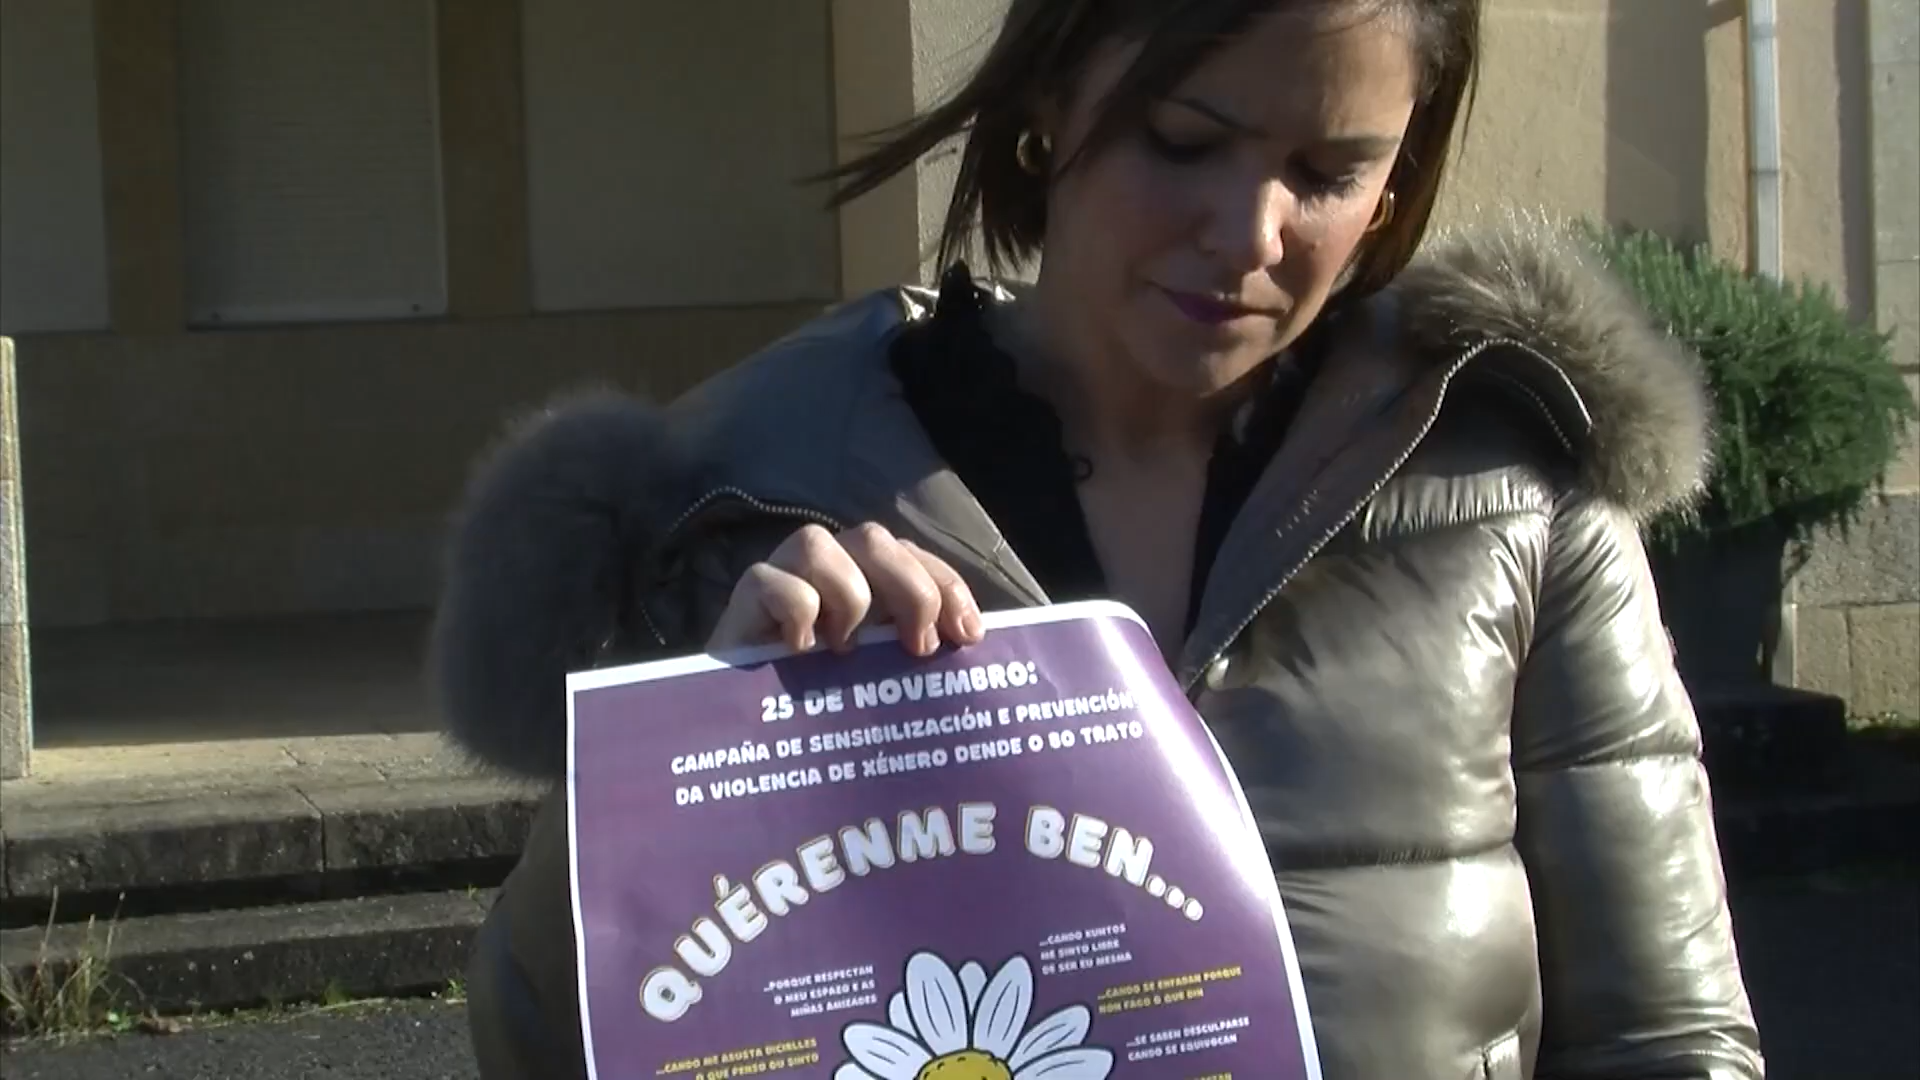 25 DE NOVEMBRO:
CAMPAÑA DE SENSIBILIZACIÓN E PREVENCIÓN
DA VIOLENCIA DE XÉNERO DENDE O BO TRATO
QUÉRENME BEN...
...CANDO XUNTOS
ME SINTO LIBRE
DE SER EU MESMA
...PORQUE RESPECTAN
O MEU ESPAZO E AS
MIÑAS AMIZADES
...CANDO SE ENFADAN PORQUE
NON FAGO O QUE DIN
...SE SABEN DESCULPARSE
CANDO SE EQUIVOCAN
...CANDO ME ASUSTA DICIRLLES
O QUE PENSO OU SINTO